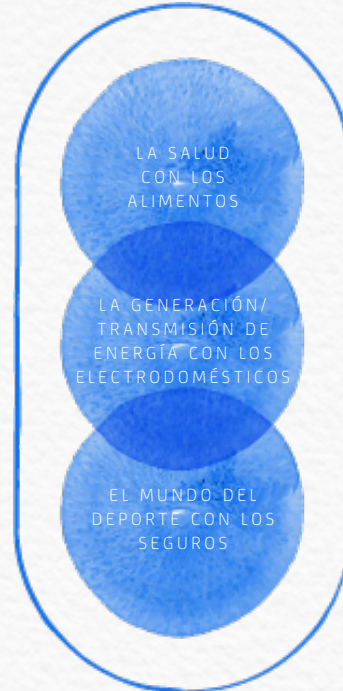 LA SALUD
CON LOS
ALIMENTOS
LA GENERACIÓN/
TRANSMISIÓN DE
ENERGÍA CON LOS
ELECTRODOMÉSTICOS
EL MUNDO DEL
DEPORTE CON LOS
SEGUROS